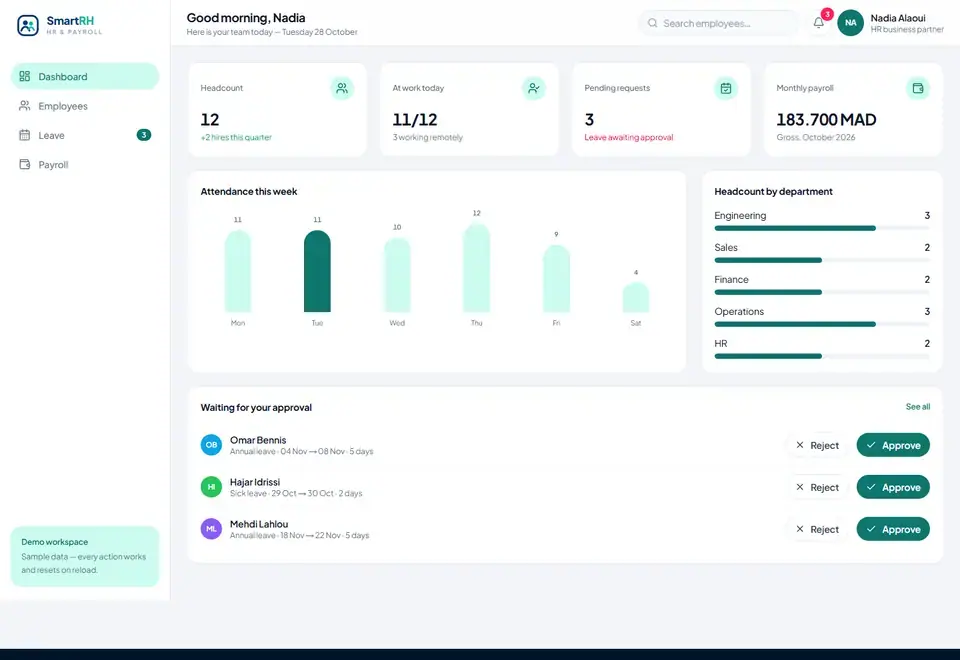 SmartRH
HR & PAYROLL
Dashboard
Employees
Leave 3
Payroll
Demo workspace
Sample data — every action works
and resets on reload.
Good morning, Nadia
Here is your team today — Tuesday 28 October
Search employees...
3
NA
Nadia Alaoui
HR business partner
Headcount
12
+2 hires this quarter
At work today
11/12
3 working remotely
Pending requests
3
Leave awaiting approval
Monthly payroll
183.700 MAD
Gross, October 2026
Attendance this week
11 11 10 12 9 4
Mon Tue Wed Thu Fri Sat
Headcount by department
Engineering 3
Sales 2
Finance 2
Operations 3
HR 2
Waiting for your approval See all
OB
Omar Bennis
Annual leave · 04 Nov → 08 Nov · 5 days
Reject Approve
HI
Hajar Idrissi
Sick leave · 29 Oct → 30 Oct · 2 days
Reject Approve
ML
Mehdi Lahlou
Annual leave · 18 Nov → 22 Nov · 5 days
Reject Approve